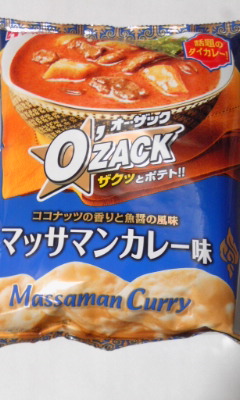 話題の
タイカレー!
オーザック
O'ZACK
ザクッとポテト!!
ココナッツの香りと魚醤の風味
マッサマンカレー味
Massaman Curry